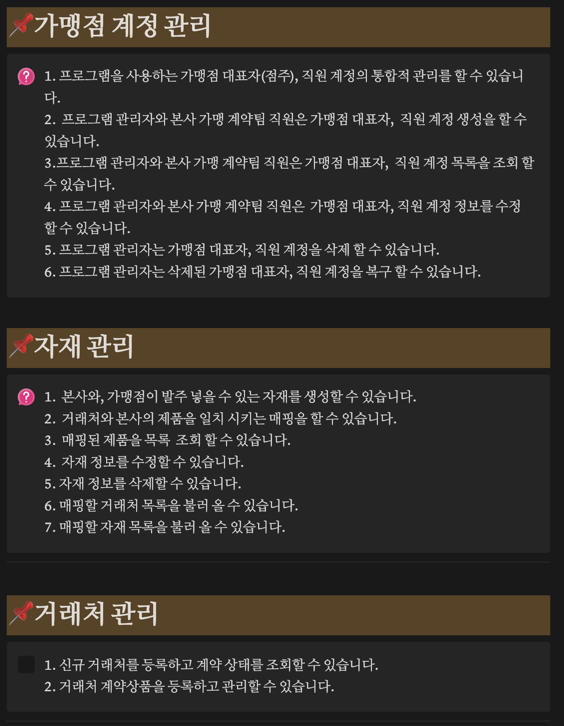 가맹점 계정 관리
1. 프로그램을 사용하는 가맹점 대표자(점주), 직원 계정의 통합적 관리를 할 수 있습니
다.
2. 프로그램 관리자와 본사 가맹 계약팀 직원은 가맹점 대표자, 직원 계정 생성을 할 수
있습니다.
3.프로그램 관리자와 본사 가맹 계약팀 직원은 가맹점 대표자, 직원 계정 목록을 조회 할
수 있습니다.
4. 프로그램 관리자와 본사 가맹 계약팀 직원은 가맹점 대표자, 직원 계정 정보를 수정
할 수 있습니다.
5. 프로그램 관리자는 가맹점 대표자, 직원 계정을 삭제 할 수 있습니다.
6. 프로그램 관리자는 삭제된 가맹점 대표자, 직원 계정을 복구 할 수 있습니다.
자재 관리
1. 본사와, 가맹점이 발주 넣을 수 있는 자재를 생성할 수 있습니다.
2. 거래처와 본사의 제품을 일치 시키는 매핑을 할 수 있습니다.
3. 매핑된 제품을 목록 조회 할 수 있습니다.
4. 자재 정보를 수정할 수 있습니다.
5. 자재 정보를 삭제할 수 있습니다.
6. 매핑할 거래처 목록을 불러 올 수 있습니다.
7. 매핑할 자재 목록을 불러 올 수 있습니다.
거래처 관리
1. 신규 거래처를 등록하고 계약 상태를 조회할 수 있습니다.
2. 거래처 계약상품을 등록하고 관리할 수 있습니다.